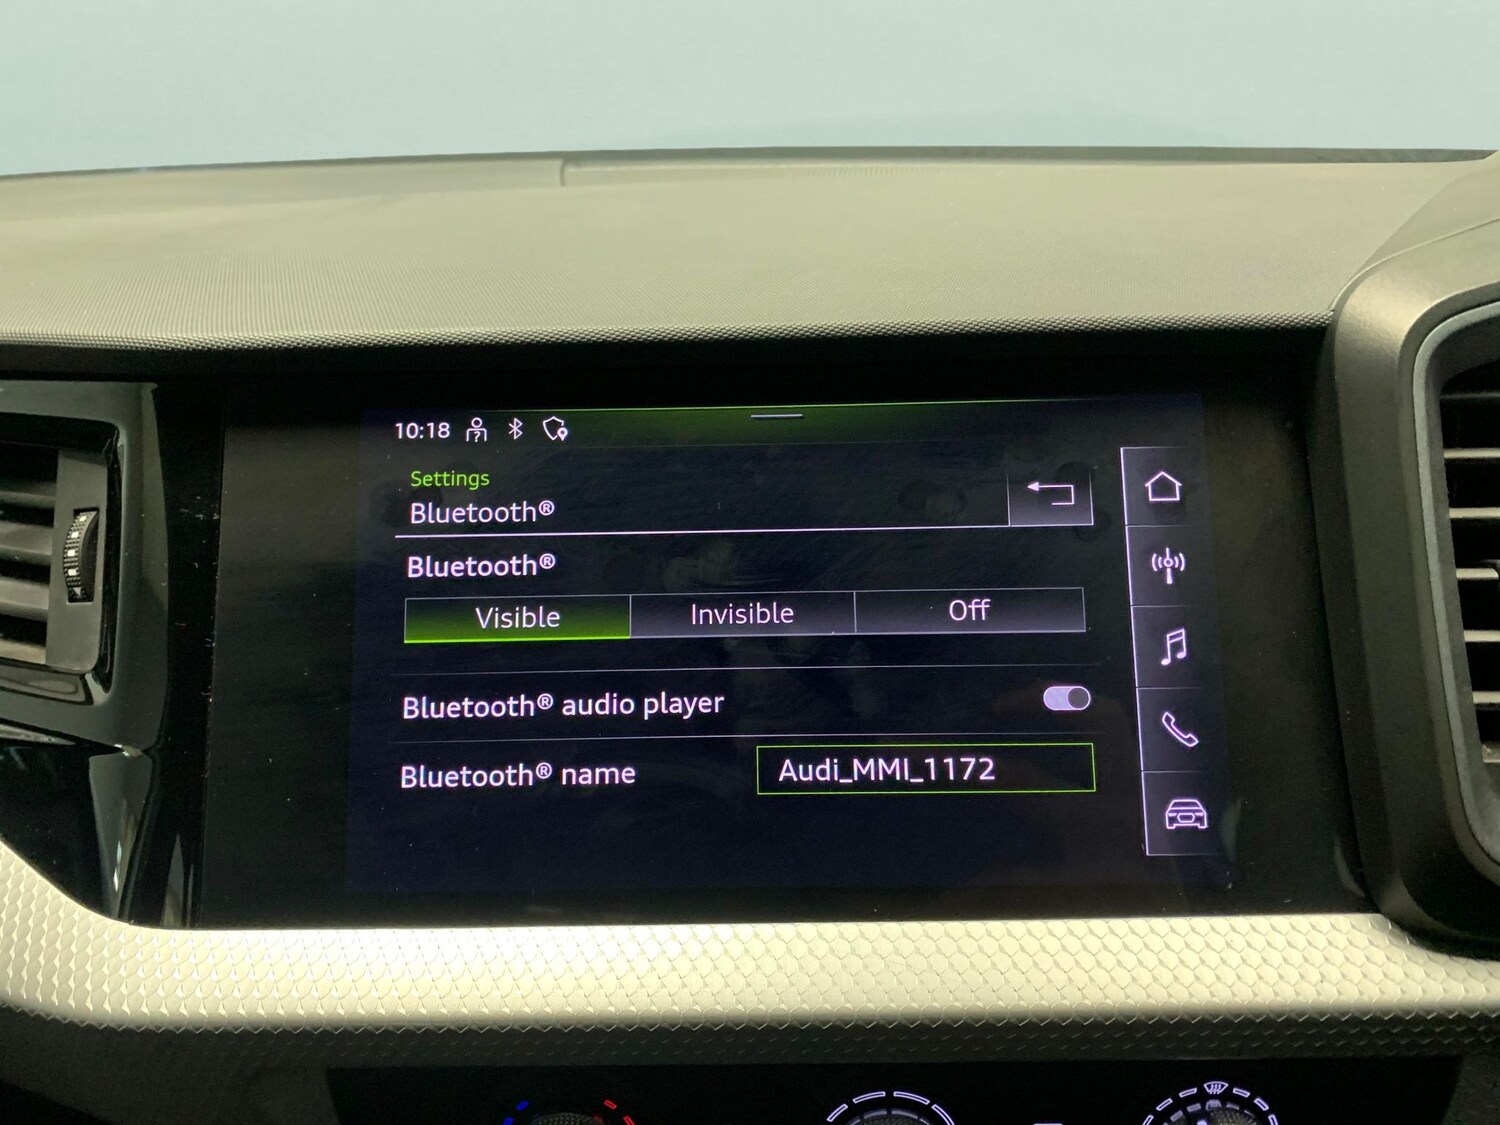 10:18
Settings
Bluetooth®
Bluetooth®
Visible Invisible Off
Bluetooth® audio player
Bluetooth® name Audi_MMI_1172